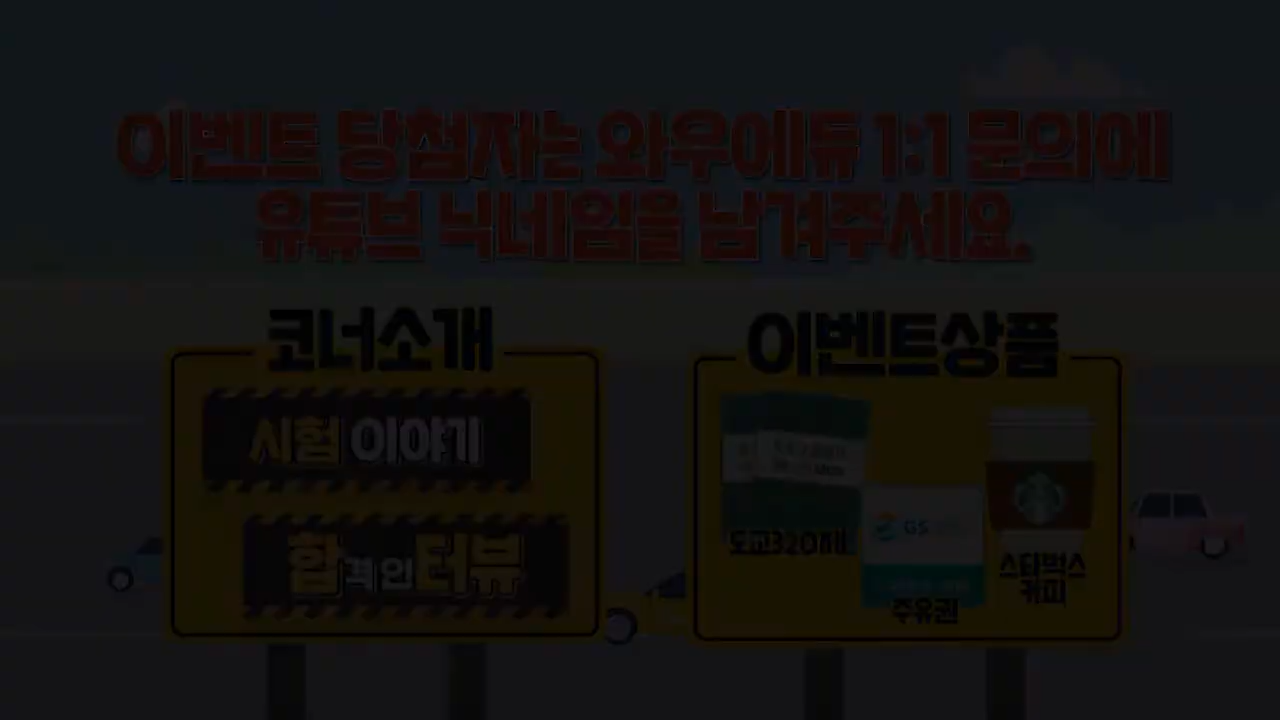 이벤트 당첨자는 와우에듀 1:1 문의에
유튜브 닉네임을 남겨주세요.
코너소개
시험 이야기
합격인터뷰
이벤트상품
도교320제
GS
주유권
스타벅스
커피